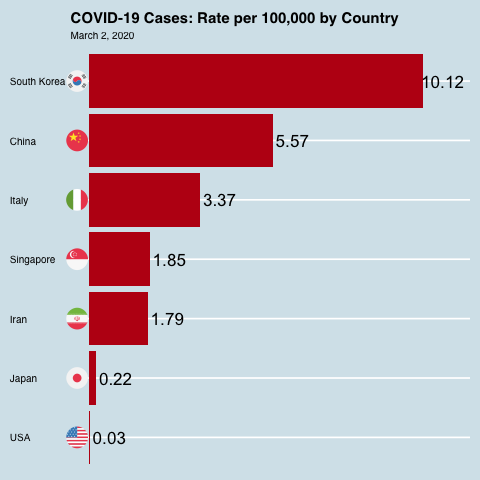 COVID-19 Cases: Rate per 100,000 by Country
March 2, 2020
South Korea 10.12
China 5.57
Italy 3.37
Singapore 1.85
Iran 1.79
Japan 0.22
USA 0.03